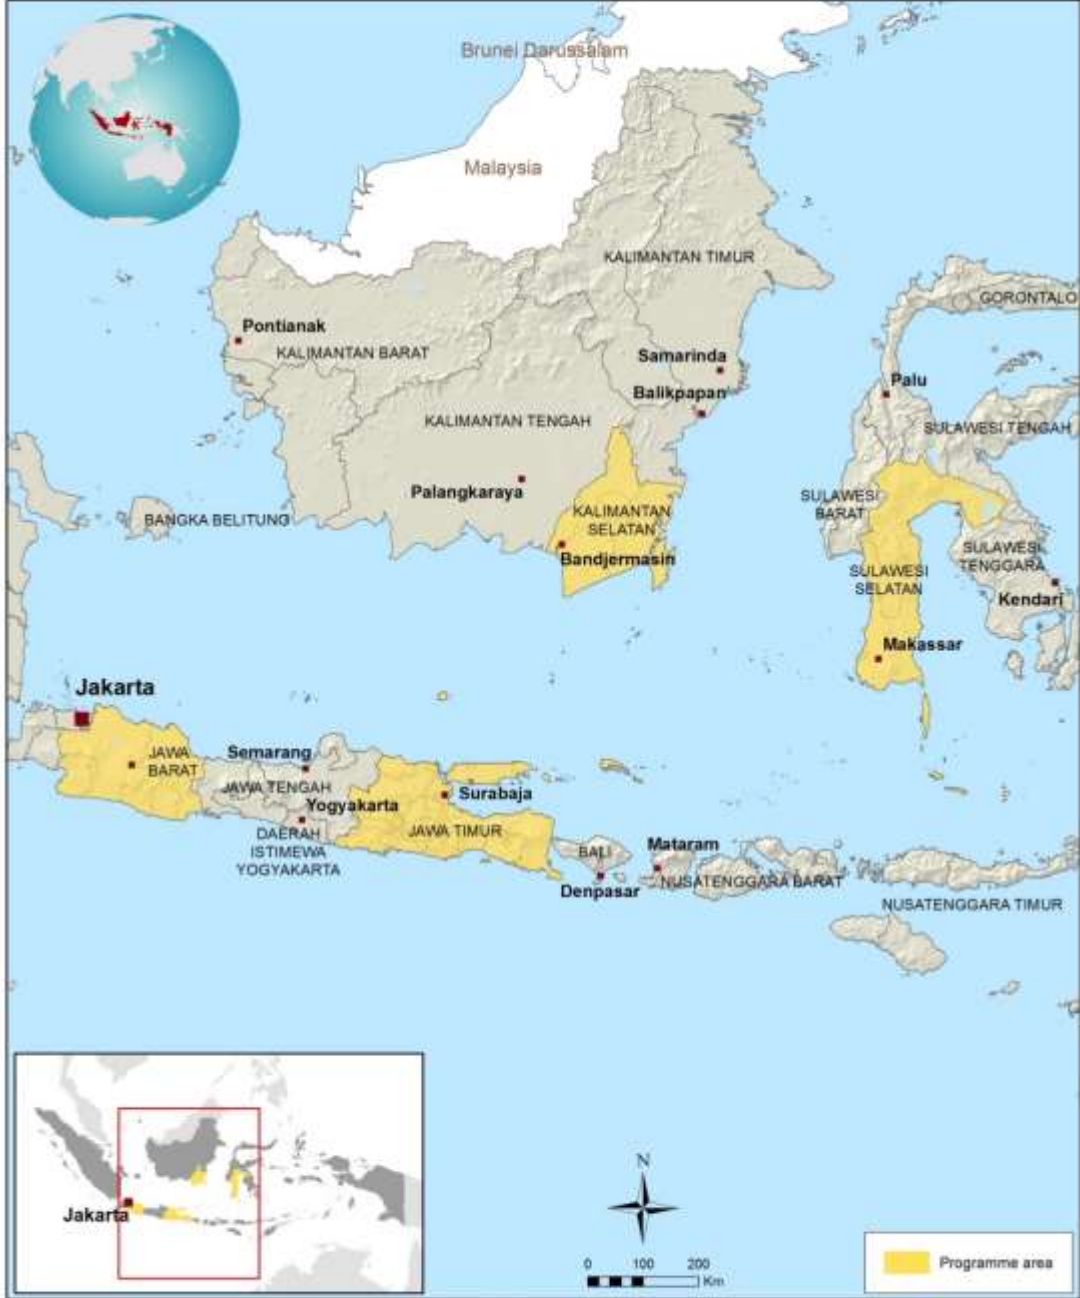 Brunei Darussalam
Malaysia
KALIMANTAN TIMUR
GORONTALO
Pontianak
KALIMANTAN BARAT
Samarinda
Balikpapan
Palu
KALIMANTAN TENGAH
SULAWESI TENGAH
Palangkaraya
BANGKA BELITUNG
KALIMANTAN
SELATAN
Bandjermasin
SULAWESI
BARAT
SULAWESI
TENGGARA
SULAWESI
SELATAN
Kendari
Makassar
Jakarta
JAWA
BARAT
Semarang
JAWA TENGAH
Yogyakarta
DAERAH
ISTIMEWA
YOGYAKARTA
Surabaja
JAWA TIMUR
BALI
Denpasar
Mataram
NUSATENGGARA BARAT
NUSATENGGARA TIMUR
Jakarta
N
0 100 200
Km
Programme area